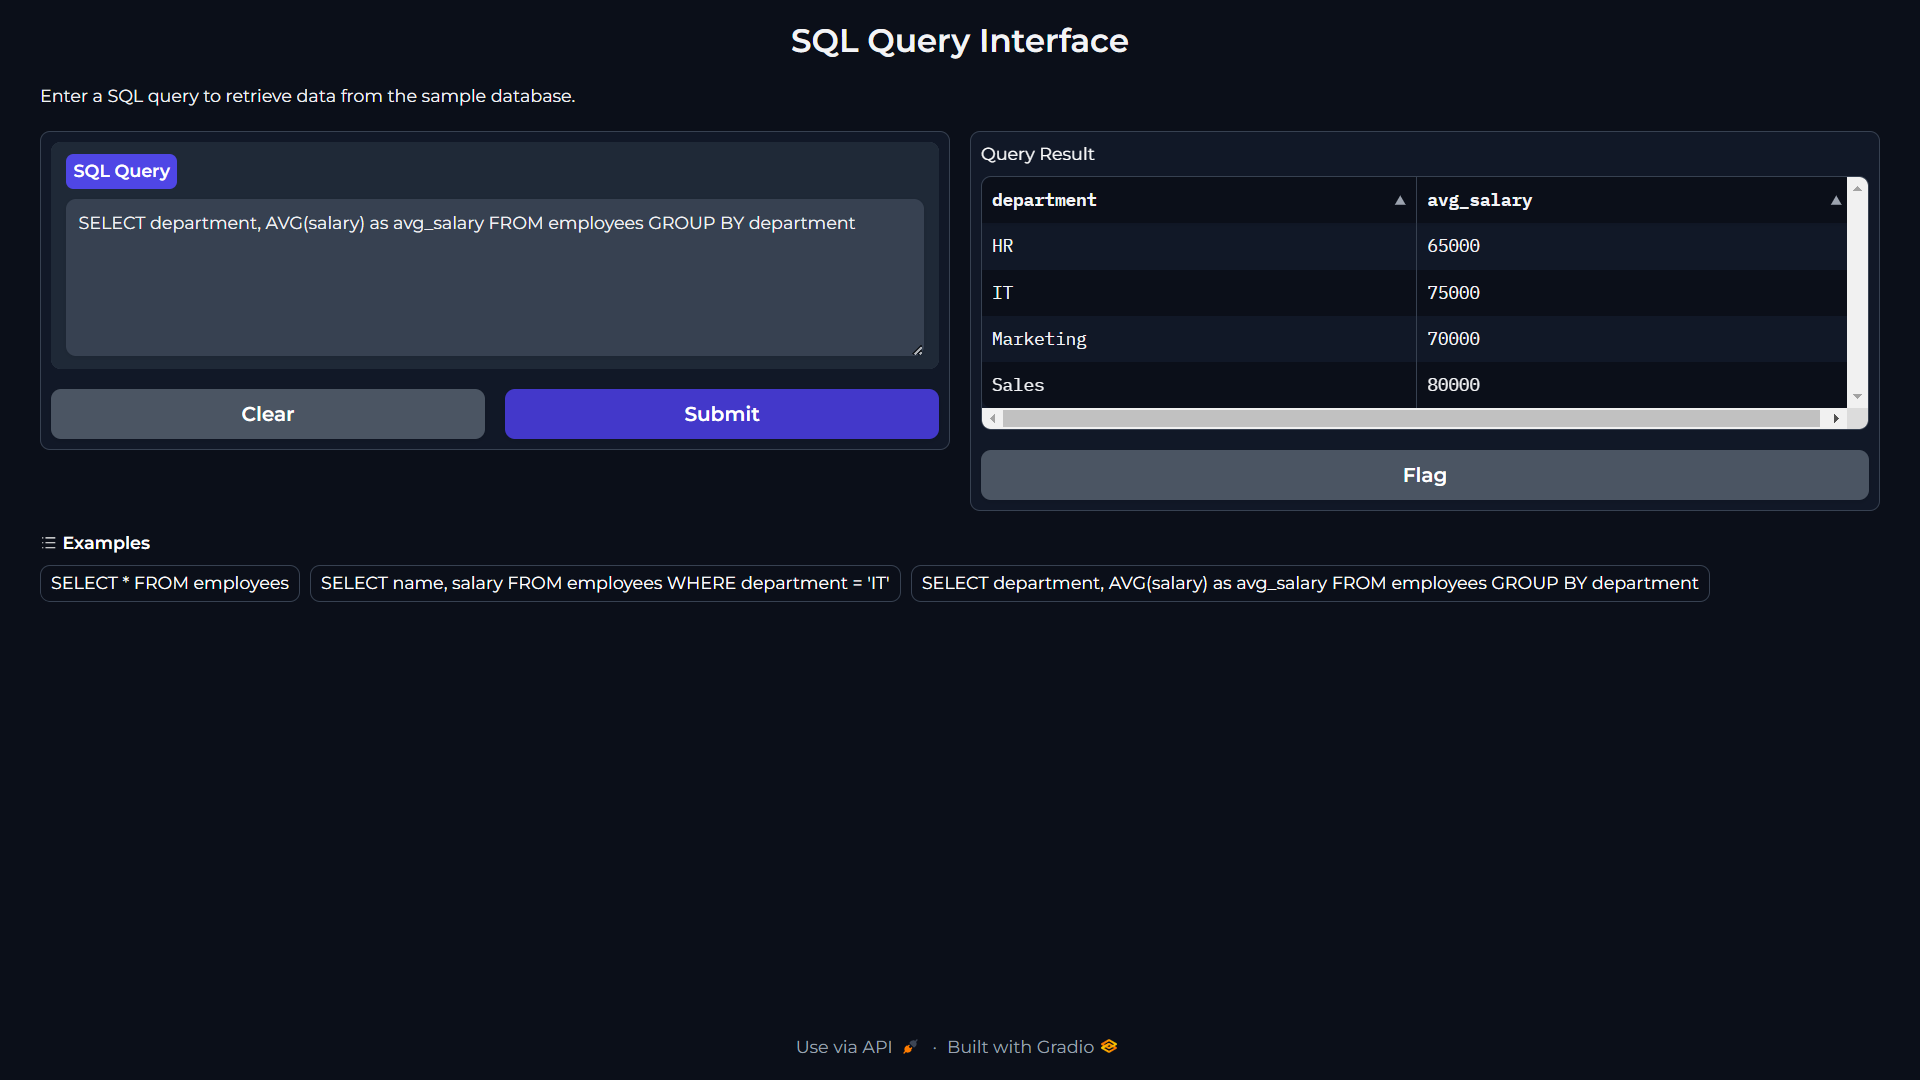 SQL Query Interface
Enter a SQL query to retrieve data from the sample database.
SQL Query
SELECT department, AVG(salary) as avg_salary FROM employees GROUP BY department
Clear
Submit
Query Result
department avg_salary
HR 65000
IT 75000
Marketing 70000
Sales 80000
Flag
Examples
SELECT * FROM employees
SELECT name, salary FROM employees WHERE department = 'IT'
SELECT department, AVG(salary) as avg_salary FROM employees GROUP BY department
Use via API · Built with Gradio